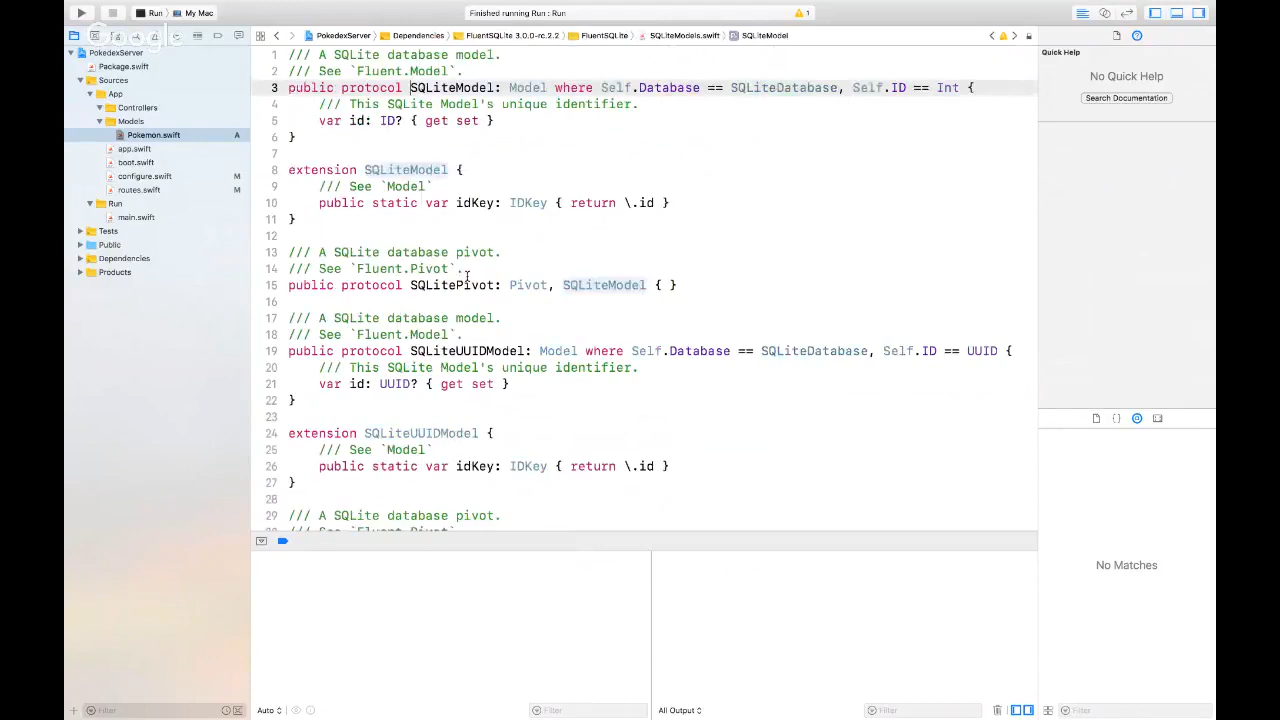 Run
My Mac
Finished running Run : Run
1
Google
PokedexServer
Dependencies
FluentSQLite 3.0.0-rc.2.2
FluentSQLite
SQLiteModels.swift
SQLiteModel
PokedexServer
Package.swift
Sources
App
Controllers
Models
Pokemon.swift A
app.swift
boot.swift
configure.swift M
routes.swift M
Run
main.swift
Tests
Public
Dependencies
Products
Filter
1 /// A SQLite database model.
2 /// See `Fluent.Model`.
3 public protocol SQLiteModel: Model where Self.Database == SQLiteDatabase, Self.ID == Int {
4 /// This SQLite Model's unique identifier.
5 var id: ID? { get set }
6 }
7
8 extension SQLiteModel {
9 /// See `Model`
10 public static var idKey: IDKey { return \.id }
11 }
12
13 /// A SQLite database pivot.
14 /// See `Fluent.Pivot`.
15 public protocol SQLitePivot: Pivot, SQLiteModel { }
16
17 /// A SQLite database model.
18 /// See `Fluent.Model`.
19 public protocol SQLiteUUIDModel: Model where Self.Database == SQLiteDatabase, Self.ID == UUID {
20 /// This SQLite Model's unique identifier.
21 var id: UUID? { get set }
22 }
23
24 extension SQLiteUUIDModel {
25 /// See `Model`
26 public static var idKey: IDKey { return \.id }
27 }
28
29 /// A SQLite database pivot.
/// See `Fluent.Pivot`.
Auto
Filter
All Output
Filter
Quick Help
No Quick Help
Search Documentation
No Matches
Filter